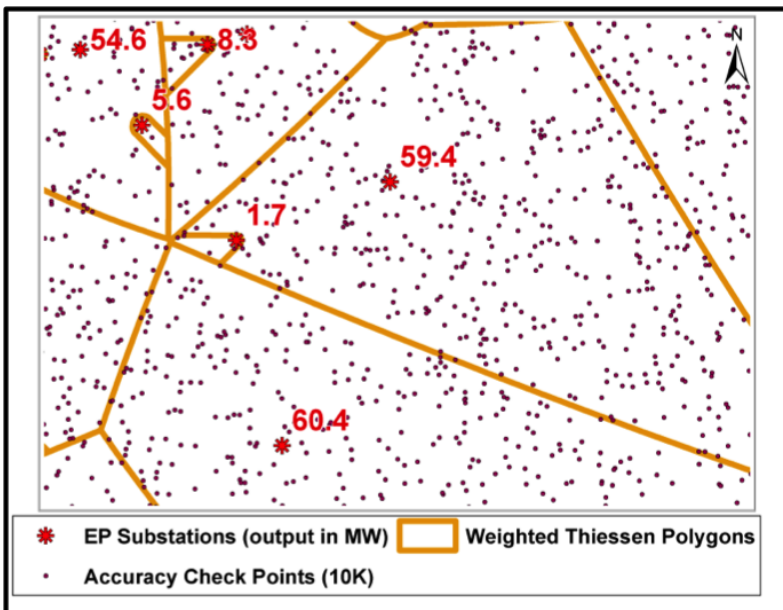 N
54.6
8.3
5.6
59.4
1.7
60.4
EP Substations (output in MW)
Weighted Thiessen Polygons
Accuracy Check Points (10K)